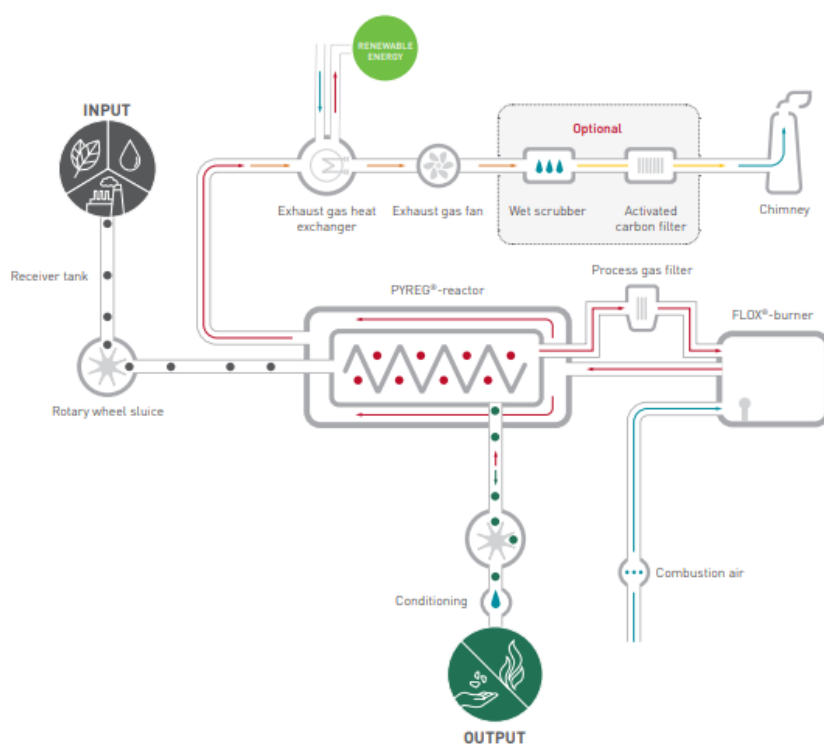 RENEWABLE
ENERGY
INPUT
Optional
Exhaust gas heat
exchanger
Exhaust gas fan
Wet scrubber
Activated
carbon filter
Chimney
Receiver tank
Process gas filter
PYREG®-reactor
FLOX®-burner
Rotary wheel sluice
Combustion air
Conditioning
OUTPUT